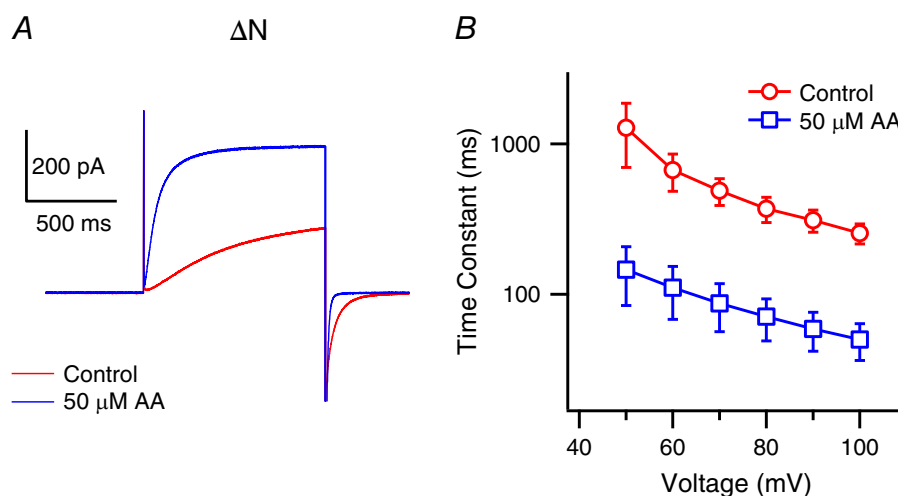 A
ΔN
200 pA
500 ms
Control
50 μM AA
B
Control
50 μM AA
Time Constant (ms)
1000
100
40
60
80
100
Voltage (mV)